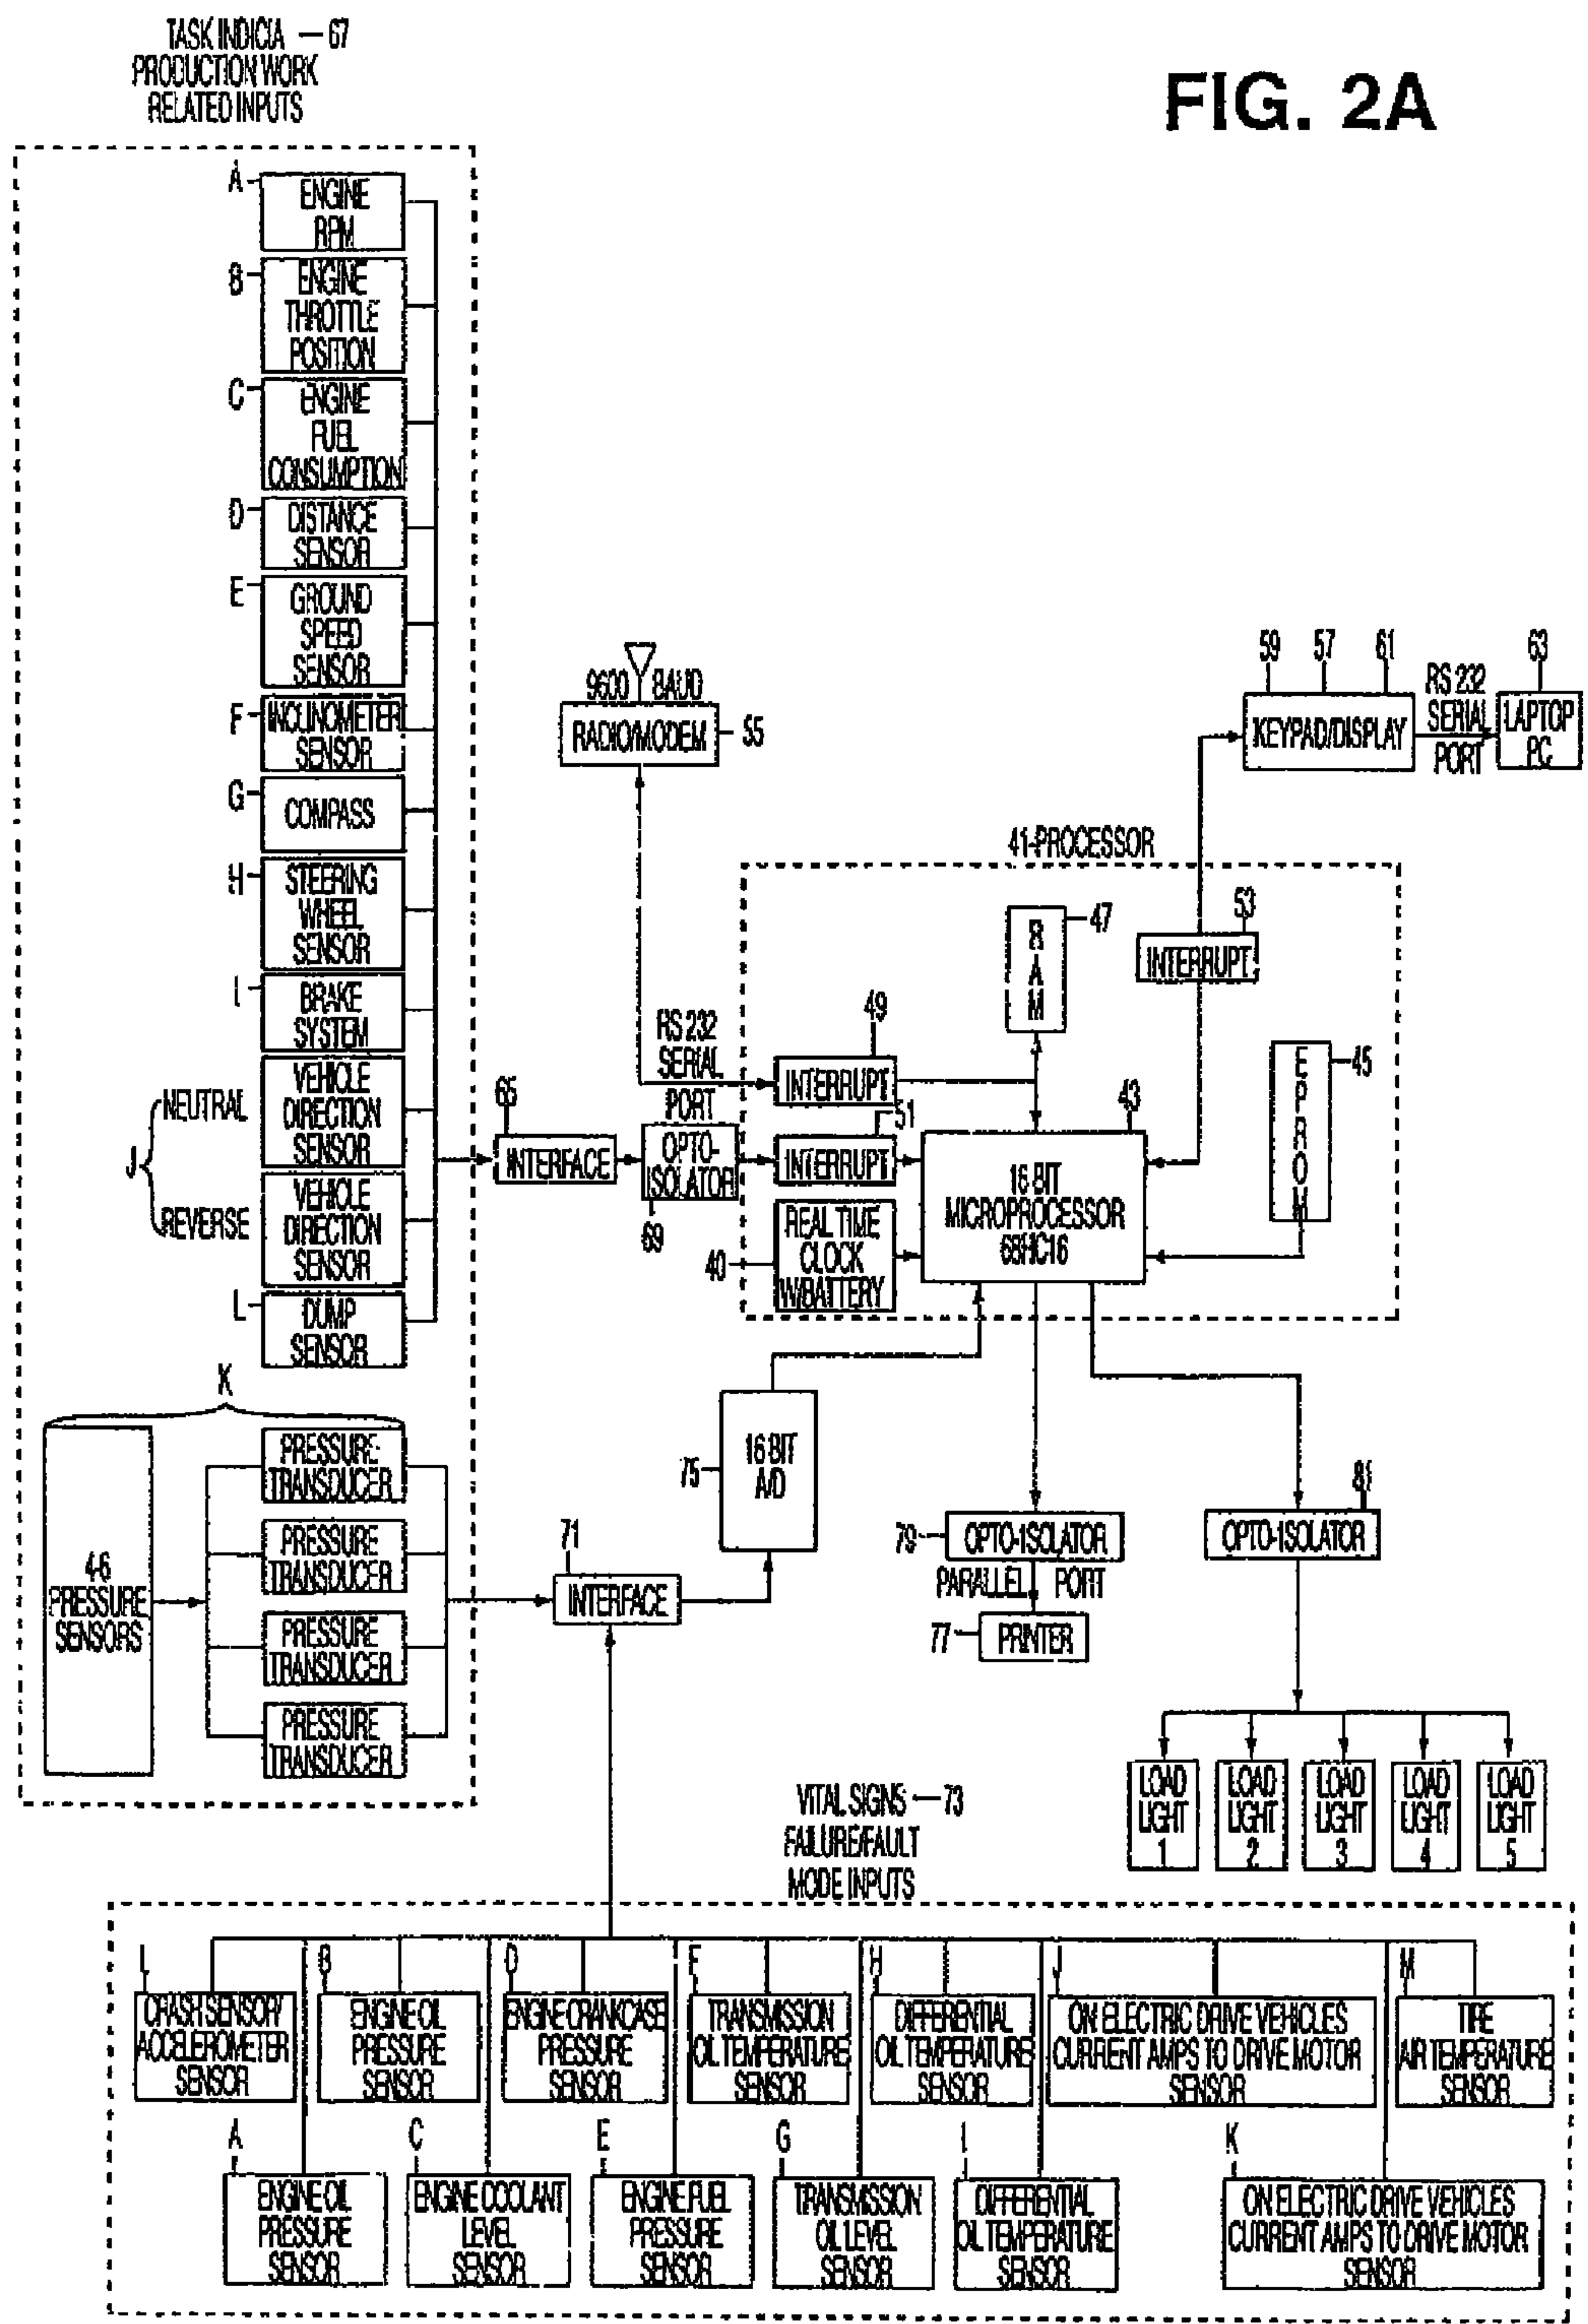 TASK INDICIA — 67
PRODUCTION WORK
RELATED INPUTS
FIG. 2A
A
ENGINE
RPM
B
ENGINE
THROTTLE
POSITION
C
ENGINE
FUEL
CONSUMPTION
D
DISTANCE
SENSOR
E
GROUND
SPEED
SENSOR
F
INCLINOMETER
SENSOR
G
COMPASS
H
STEERING
WHEEL
SENSOR
I
BRAKE
SYSTEM
J
NEUTRAL
VEHICLE
DIRECTION
SENSOR
REVERSE
VEHICLE
DIRECTION
SENSOR
L
DUMP
SENSOR
K
4-6
PRESSURE
SENSORS
PRESSURE
TRANSDUCER
PRESSURE
TRANSDUCER
PRESSURE
TRANSDUCER
PRESSURE
TRANSDUCER
9600 BAUD
RADIO/MODEM
55
59 57 61
KEYPAD/DISPLAY
RS 232
SERIAL
PORT
63
LAPTOP
PC
41-PROCESSOR
RAM
47
53
INTERRUPT
RS 232
SERIAL
PORT
49
INTERRUPT
EPROM
45
65
INTERFACE
OPTO-
ISOLATOR
69
51
INTERRUPT
43
16 BIT
MICROPROCESSOR
68HC16
40
REAL TIME
CLOCK
W/BATTERY
75
16 BIT
A/D
71
INTERFACE
79
OPTO-1SOLATOR
PARALLEL PORT
77
PRINTER
81
OPTO-1SOLATOR
LOAD
LIGHT
1
LOAD
LIGHT
2
LOAD
LIGHT
3
LOAD
LIGHT
4
LOAD
LIGHT
5
VITAL SIGNS — 73
FAILURE/FAULT
MODE INPUTS
L
CRASH SENSORY
ACCELEROMETER
SENSOR
B
ENGINE OIL
PRESSURE
SENSOR
D
ENGINE CRANKCASE
PRESSURE
SENSOR
F
TRANSMISSION
OIL TEMPERATURE
SENSOR
H
DIFFERENTIAL
OIL TEMPERATURE
SENSOR
J
ON ELECTRIC DRIVE VEHICLES
CURRENT AMPS TO DRIVE MOTOR
SENSOR
M
TIRE
AIR TEMPERATURE
SENSOR
A
ENGINE OIL
PRESSURE
SENSOR
C
ENGINE COOLANT
LEVEL
SENSOR
E
ENGINE FUEL
PRESSURE
SENSOR
G
TRANSMISSION
OIL LEVEL
SENSOR
I
DIFFERENTIAL
OIL TEMPERATURE
SENSOR
K
ON ELECTRIC DRIVE VEHICLES
CURRENT AMPS TO DRIVE MOTOR
SENSOR